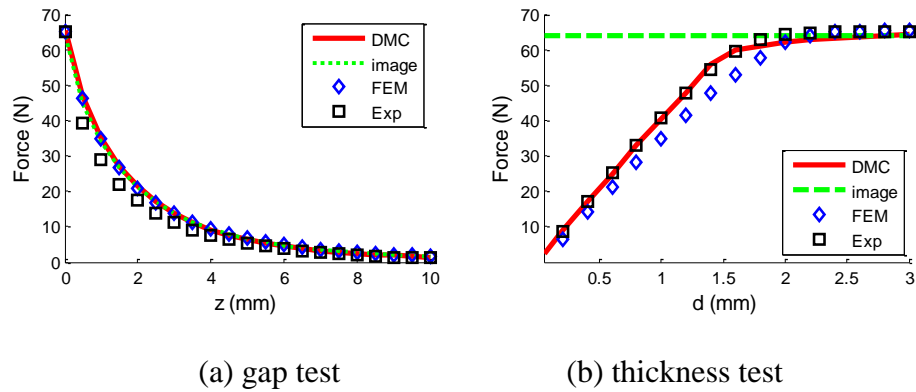 70
60
50
40
30
20
10
0
Force (N)
0 2 4 6 8 10
z (mm)
DMC
image
FEM
Exp
(a) gap test
70
60
50
40
30
20
10
0
Force (N)
0.5 1 1.5 2 2.5 3
d (mm)
DMC
image
FEM
Exp
(b) thickness test